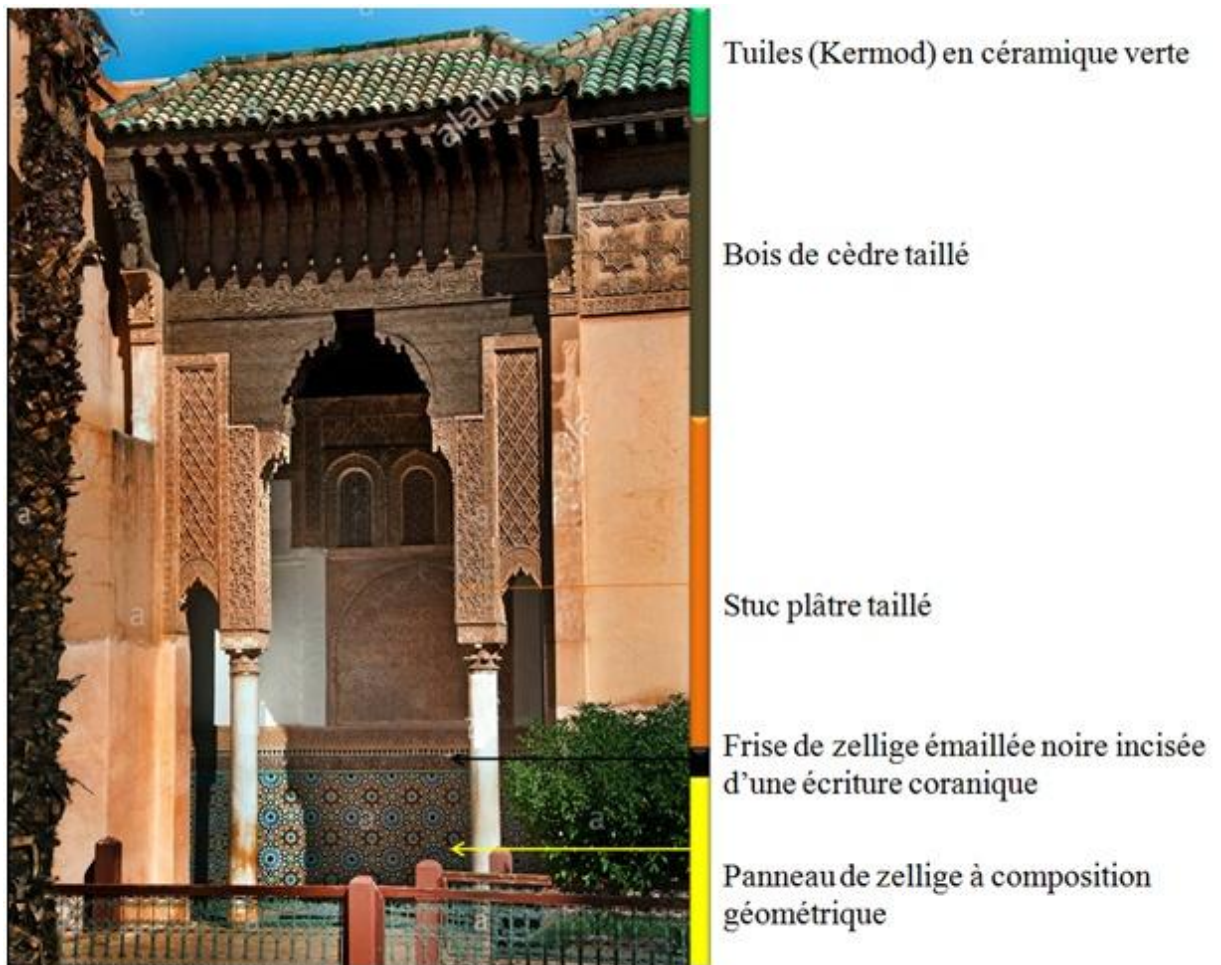 Tuiles (Kermod) en céramique verte
alamy
Bois de cèdre taillé
Stuc plâtre taillé
Frise de zellige émaillée noire incisée
d'une écriture coranique
Panneau de zellige à composition
géométrique